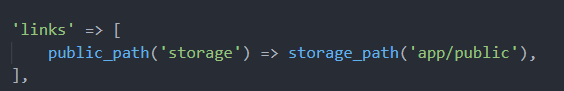 'links' => [
    public_path('storage') => storage_path('app/public'),
],